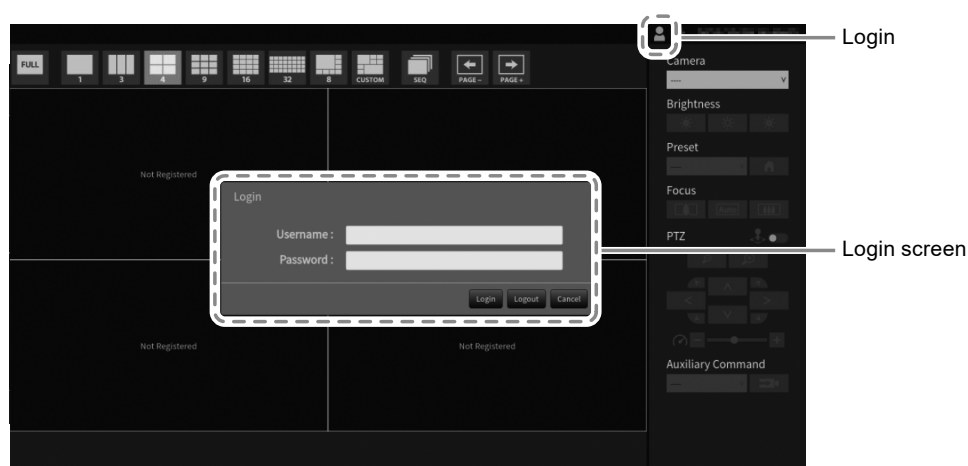 Login
FULL
1
3
4
9
16
32
8
CUSTOM
SEQ
PAGE -
PAGE +
Camera
----
Brightness
Preset
----
Focus
PTZ
Auxiliary Command
----
Not Registered
Login
Username :
Password :
Login Logout Cancel
Login screen
Not Registered
Not Registered